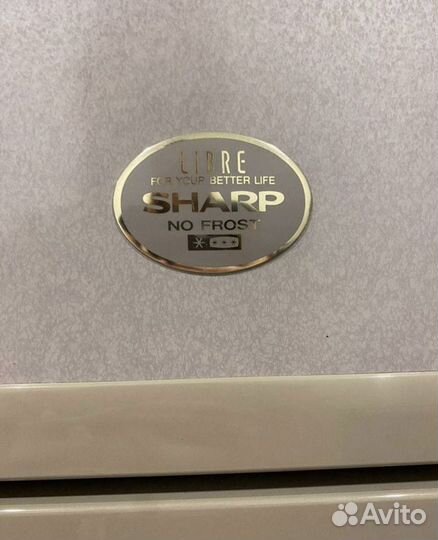 LIBRE
FOR YOUR BETTER LIFE
SHARP
NO FROST
Avito